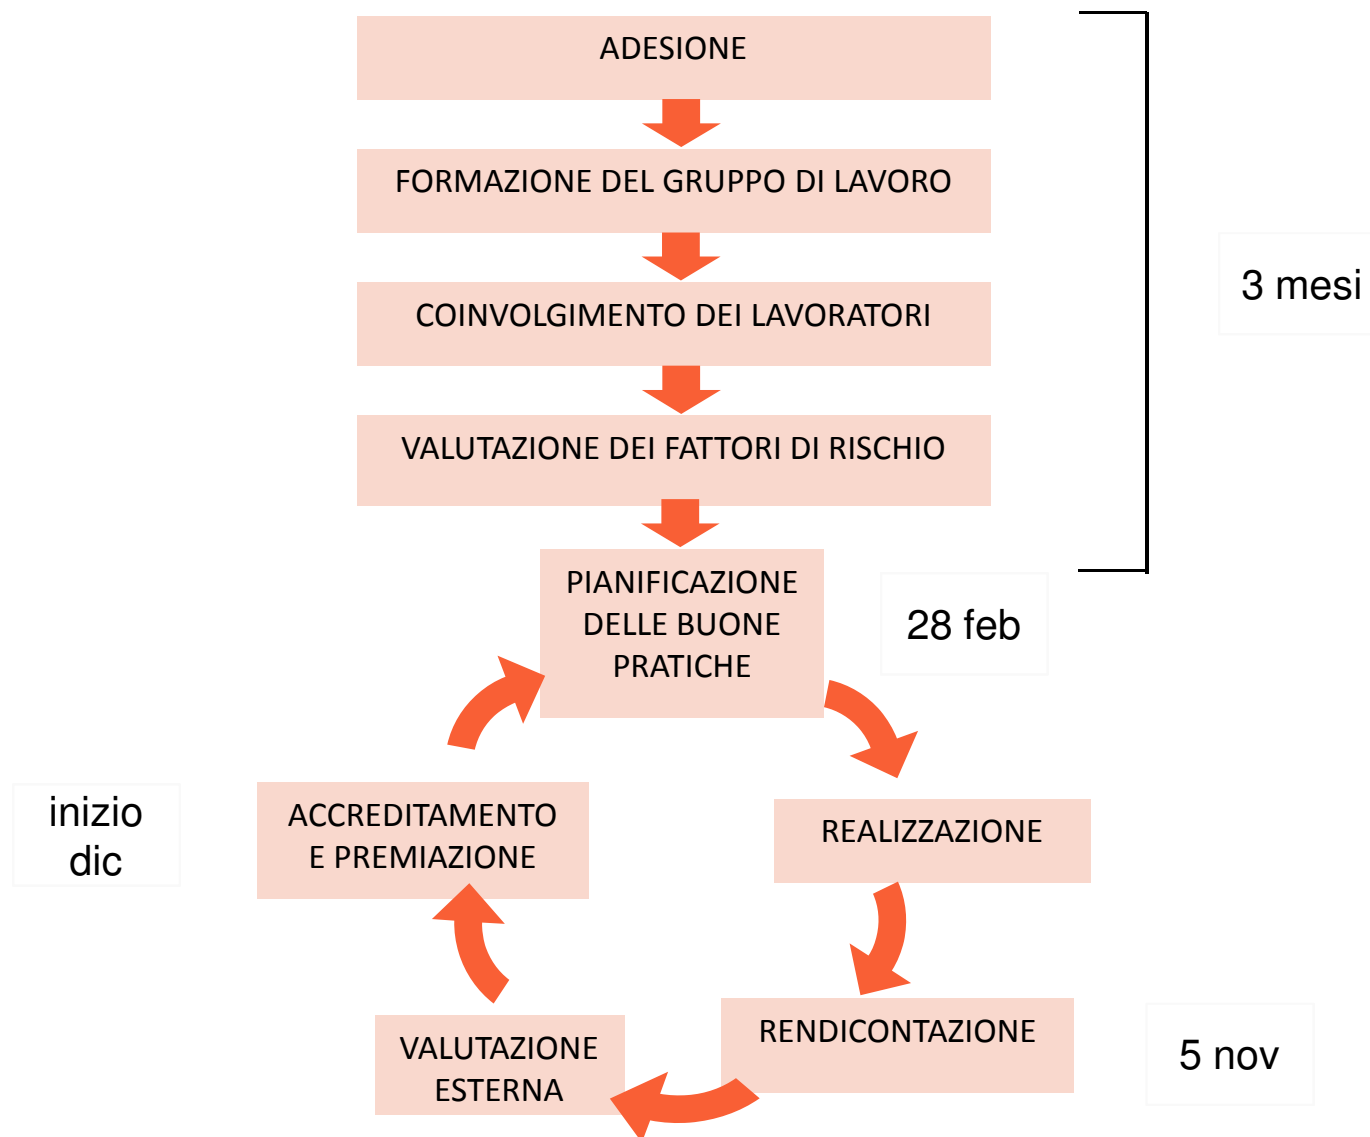 ADESIONE
FORMAZIONE DEL GRUPPO DI LAVORO
3 mesi
COINVOLGIMENTO DEI LAVORATORI
VALUTAZIONE DEI FATTORI DI RISCHIO
PIANIFICAZIONE
DELLE BUONE
PRATICHE
28 feb
inizio
dic
ACCREDITAMENTO
E PREMIAZIONE
REALIZZAZIONE
VALUTAZIONE
ESTERNA
RENDICONTAZIONE
5 nov